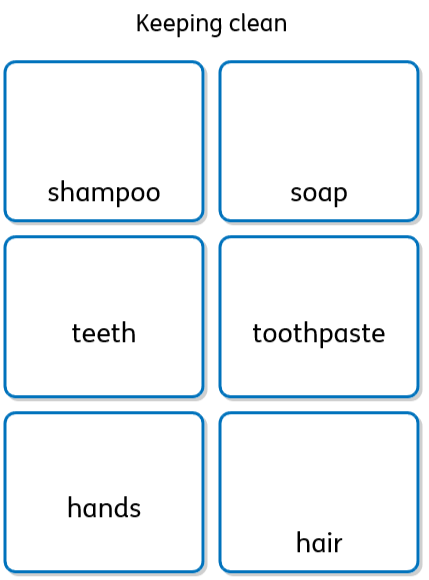 Keeping clean
shampoo
soap
teeth
toothpaste
hands
hair